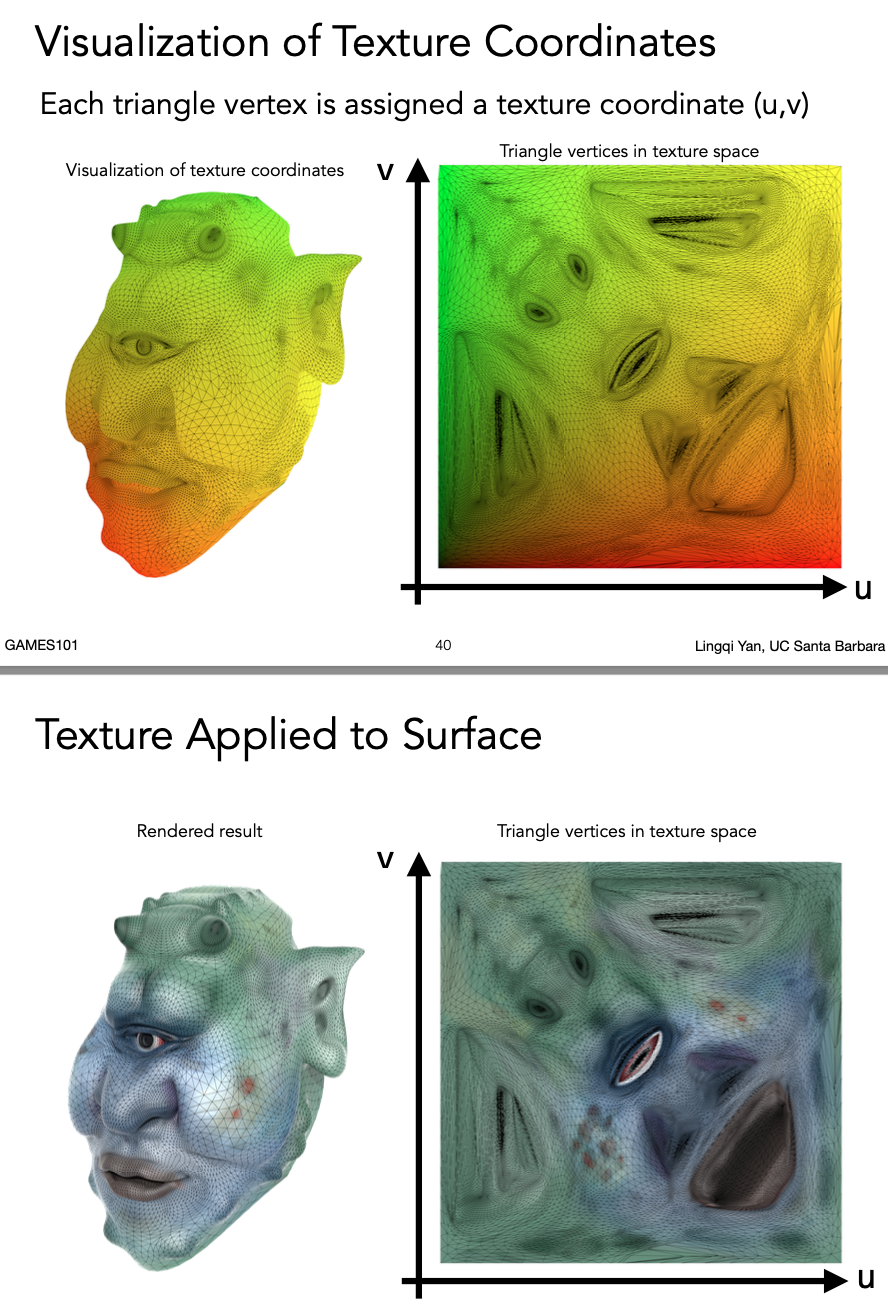 Visualization of Texture Coordinates
Each triangle vertex is assigned a texture coordinate (u,v)
Visualization of texture coordinates
Triangle vertices in texture space
v
u
GAMES101
40
Lingqi Yan, UC Santa Barbara
Texture Applied to Surface
Rendered result
Triangle vertices in texture space
v
u